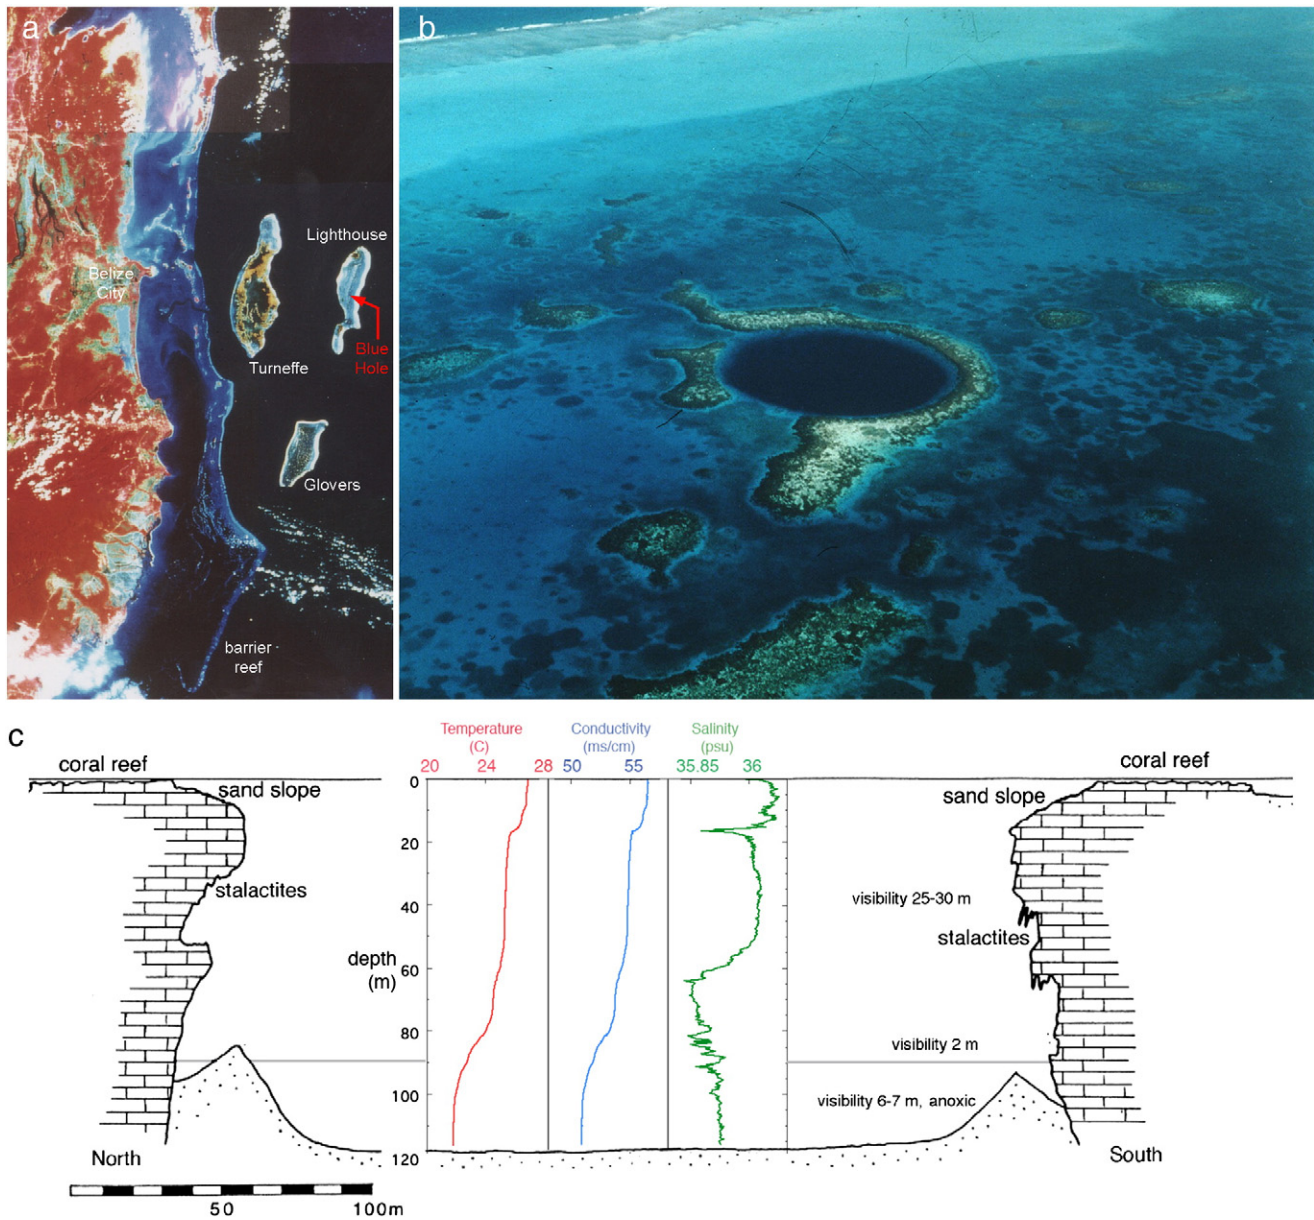 a
Lighthouse
Belize
City
Blue
Hole
Turneffe
Glovers
barrier
reef
b
c
Temperature
(C)
Conductivity
(ms/cm)
Salinity
(psu)
20 24 28 50 55 35.85 36
coral reef
sand slope
stalactites
North
50 100m
depth
(m)
0
20
40
60
80
100
120
coral reef
sand slope
visibility 25-30 m
stalactites
visibility 2 m
visibility 6-7 m, anoxic
South